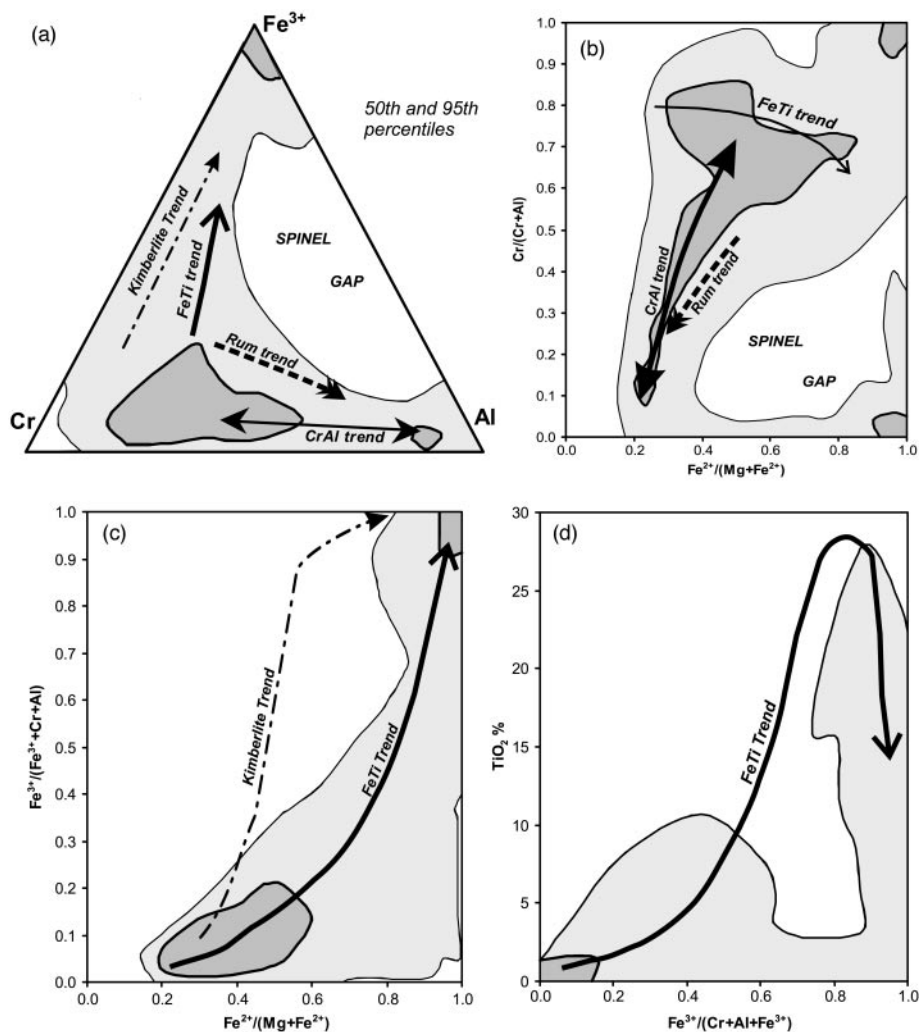 (a)
Fe³⁺
50th and 95th
percentiles
Kimberlite Trend
FeTi trend
SPINEL
GAP
Rum trend
Cr
Al
CrAl trend
(b)
1.0
0.9
0.8
0.7
0.6
0.5
0.4
0.3
0.2
0.1
0.0
Cr/(Cr+Al)
FeTi trend
CrAl trend
Rum trend
SPINEL
GAP
0.0 0.2 0.4 0.6 0.8 1.0
Fe²⁺/(Mg+Fe²⁺)
(c)
1.0
0.9
0.8
0.7
0.6
0.5
0.4
0.3
0.2
0.1
0.0
Fe³⁺/(Fe³⁺+Cr+Al)
Kimberlite Trend
FeTi Trend
0.0 0.2 0.4 0.6 0.8 1.0
Fe²⁺/(Mg+Fe²⁺)
(d)
30
25
20
15
10
5
0
TiO₂ %
FeTi Trend
0.0 0.2 0.4 0.6 0.8 1.0
Fe³⁺/(Cr+Al+Fe³⁺)